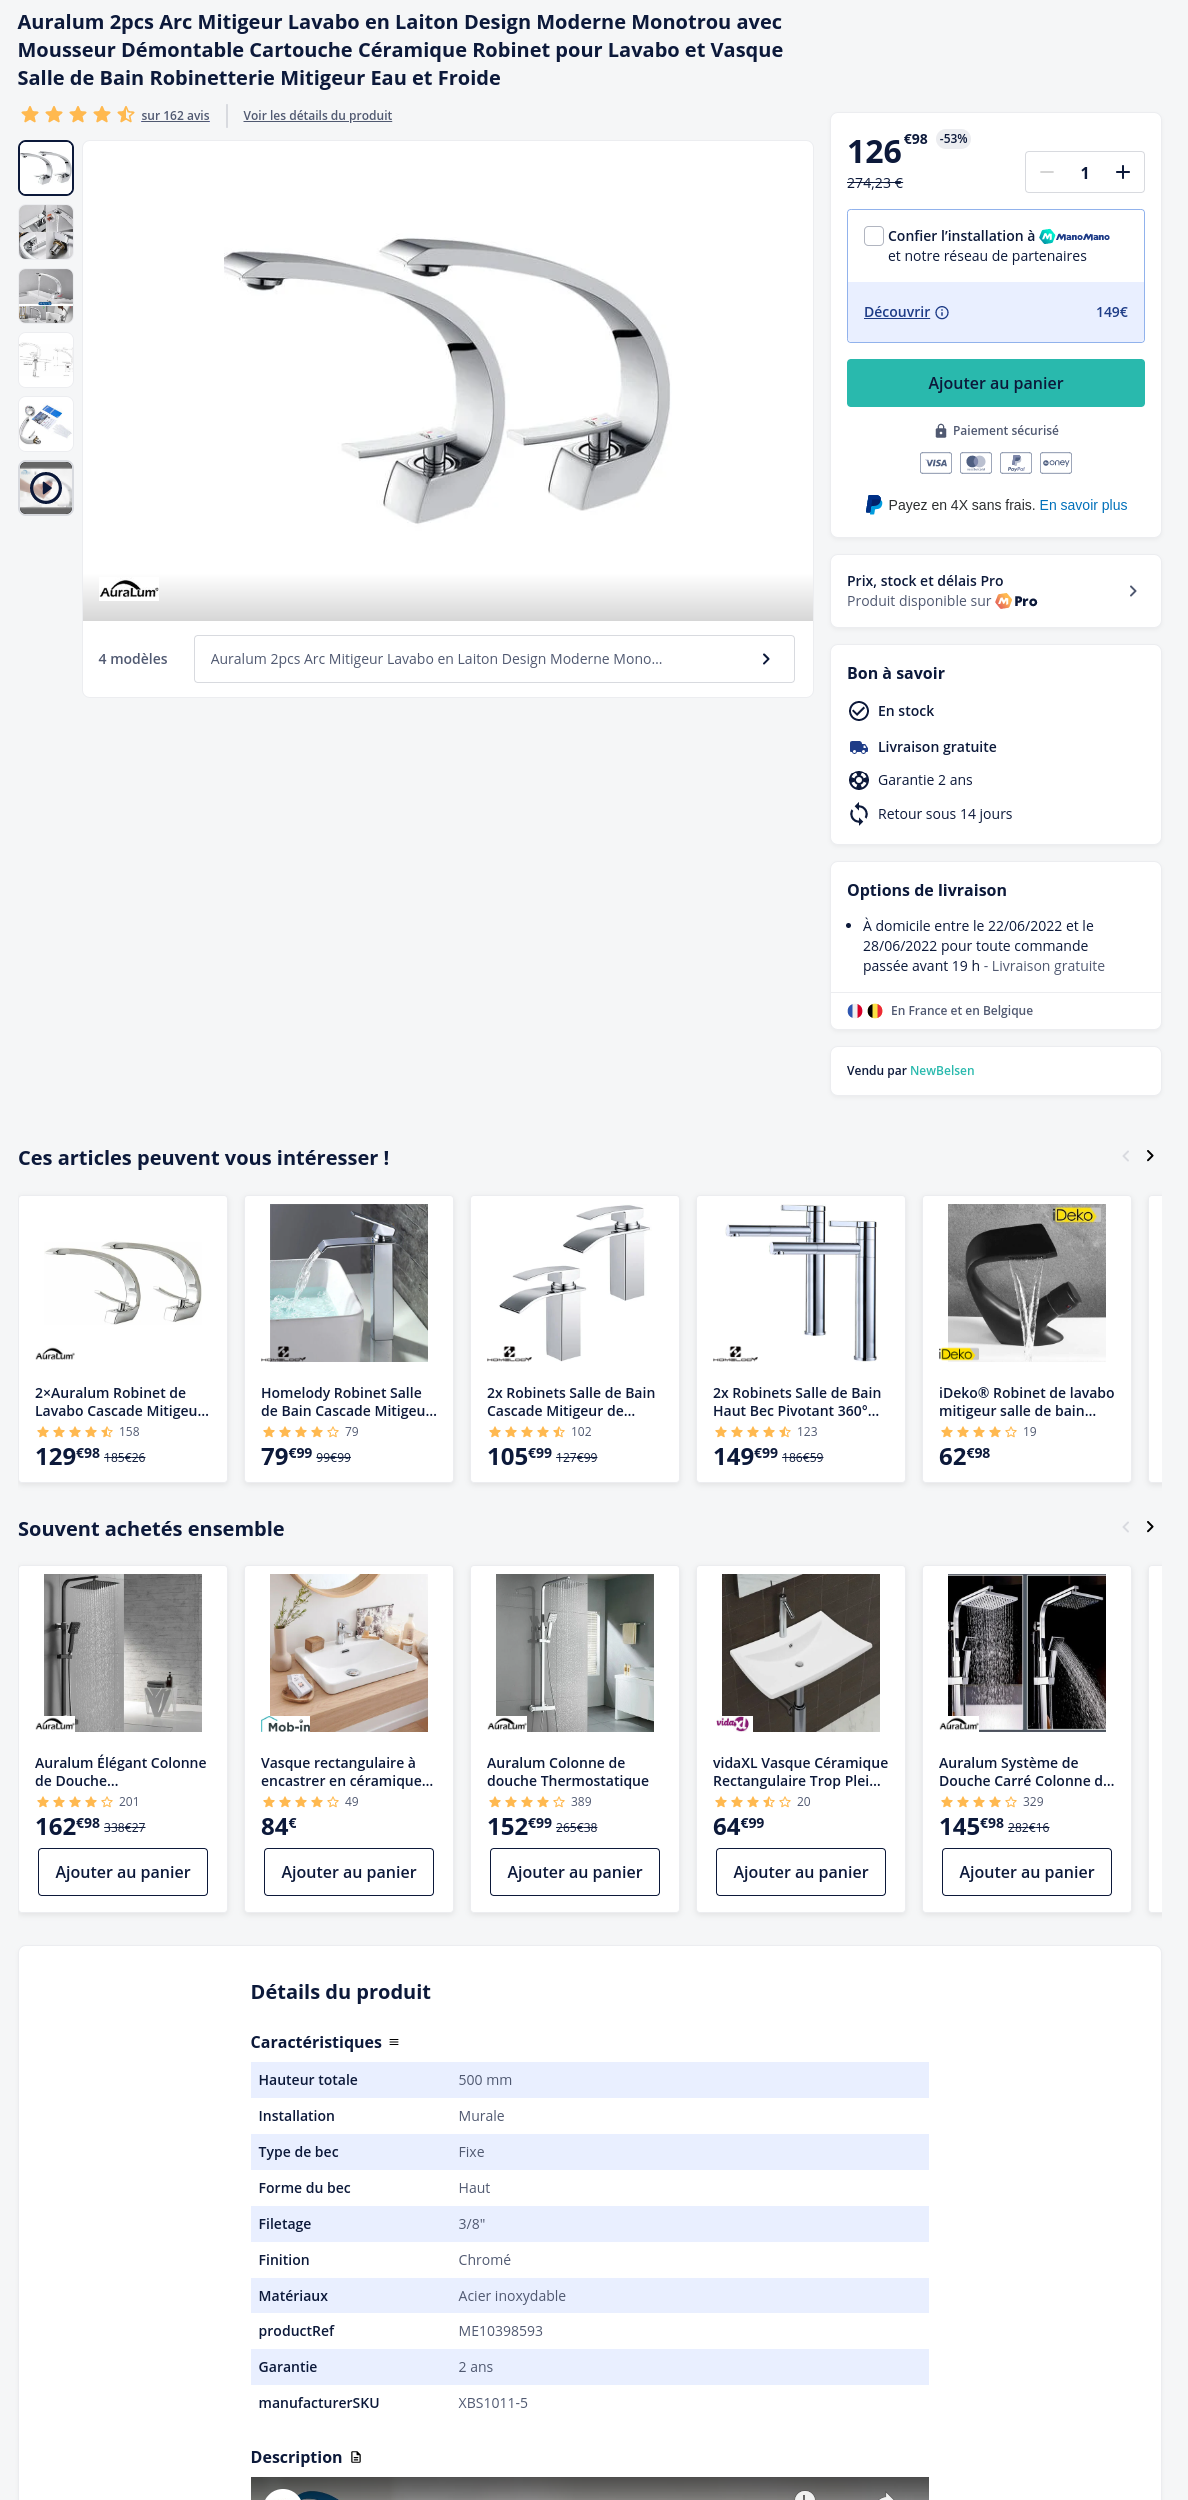 Auralum 2pcs Arc Mitigeur Lavabo en Laiton Design Moderne Monotrou avec
Mousseur Démontable Cartouche Céramique Robinet pour Lavabo et Vasque
Salle de Bain Robinetterie Mitigeur Eau et Froide
sur 162 avis
Voir les détails du produit
126€98 -53%
274,23 €
1
Confier l’installation à ManoMano
et notre réseau de partenaires
Découvrir 149€
Ajouter au panier
Paiement sécurisé
VISA mastercard PayPal oney
Payez en 4X sans frais. En savoir plus
AuraLum®
4 modèles
Auralum 2pcs Arc Mitigeur Lavabo en Laiton Design Moderne Mono...
Prix, stock et délais Pro
Produit disponible sur Pro
Bon à savoir
En stock
Livraison gratuite
Garantie 2 ans
Retour sous 14 jours
Options de livraison
À domicile entre le 22/06/2022 et le
28/06/2022 pour toute commande
passée avant 19 h - Livraison gratuite
En France et en Belgique
Vendu par NewBelsen
Ces articles peuvent vous intéresser !
AuraLum®
2×Auralum Robinet de
Lavabo Cascade Mitigeu...
158
129€98 185€26
HOMELODY
Homelody Robinet Salle
de Bain Cascade Mitigeu...
79
79€99 99€99
HOMELODY
2x Robinets Salle de Bain
Cascade Mitigeur de...
102
105€99 127€99
HOMELODY
2x Robinets Salle de Bain
Haut Bec Pivotant 360°...
123
149€99 186€59
iDeko
iDeko
iDeko® Robinet de lavabo
mitigeur salle de bain...
19
62€98
Souvent achetés ensemble
AuraLum®
Auralum Élégant Colonne
de Douche...
201
162€98 338€27
Ajouter au panier
Mob-in
Vasque rectangulaire à
encastrer en céramique...
49
84€
Ajouter au panier
AuraLum®
Auralum Colonne de
douche Thermostatique
389
152€99 265€38
Ajouter au panier
vidaXL
vidaXL Vasque Céramique
Rectangulaire Trop Plei...
20
64€99
Ajouter au panier
AuraLum®
Auralum Système de
Douche Carré Colonne d...
329
145€98 282€16
Ajouter au panier
Détails du produit
Caractéristiques
Hauteur totale 500 mm
Installation Murale
Type de bec Fixe
Forme du bec Haut
Filetage 3/8"
Finition Chromé
Matériaux Acier inoxydable
productRef ME10398593
Garantie 2 ans
manufacturerSKU XBS1011-5
Description